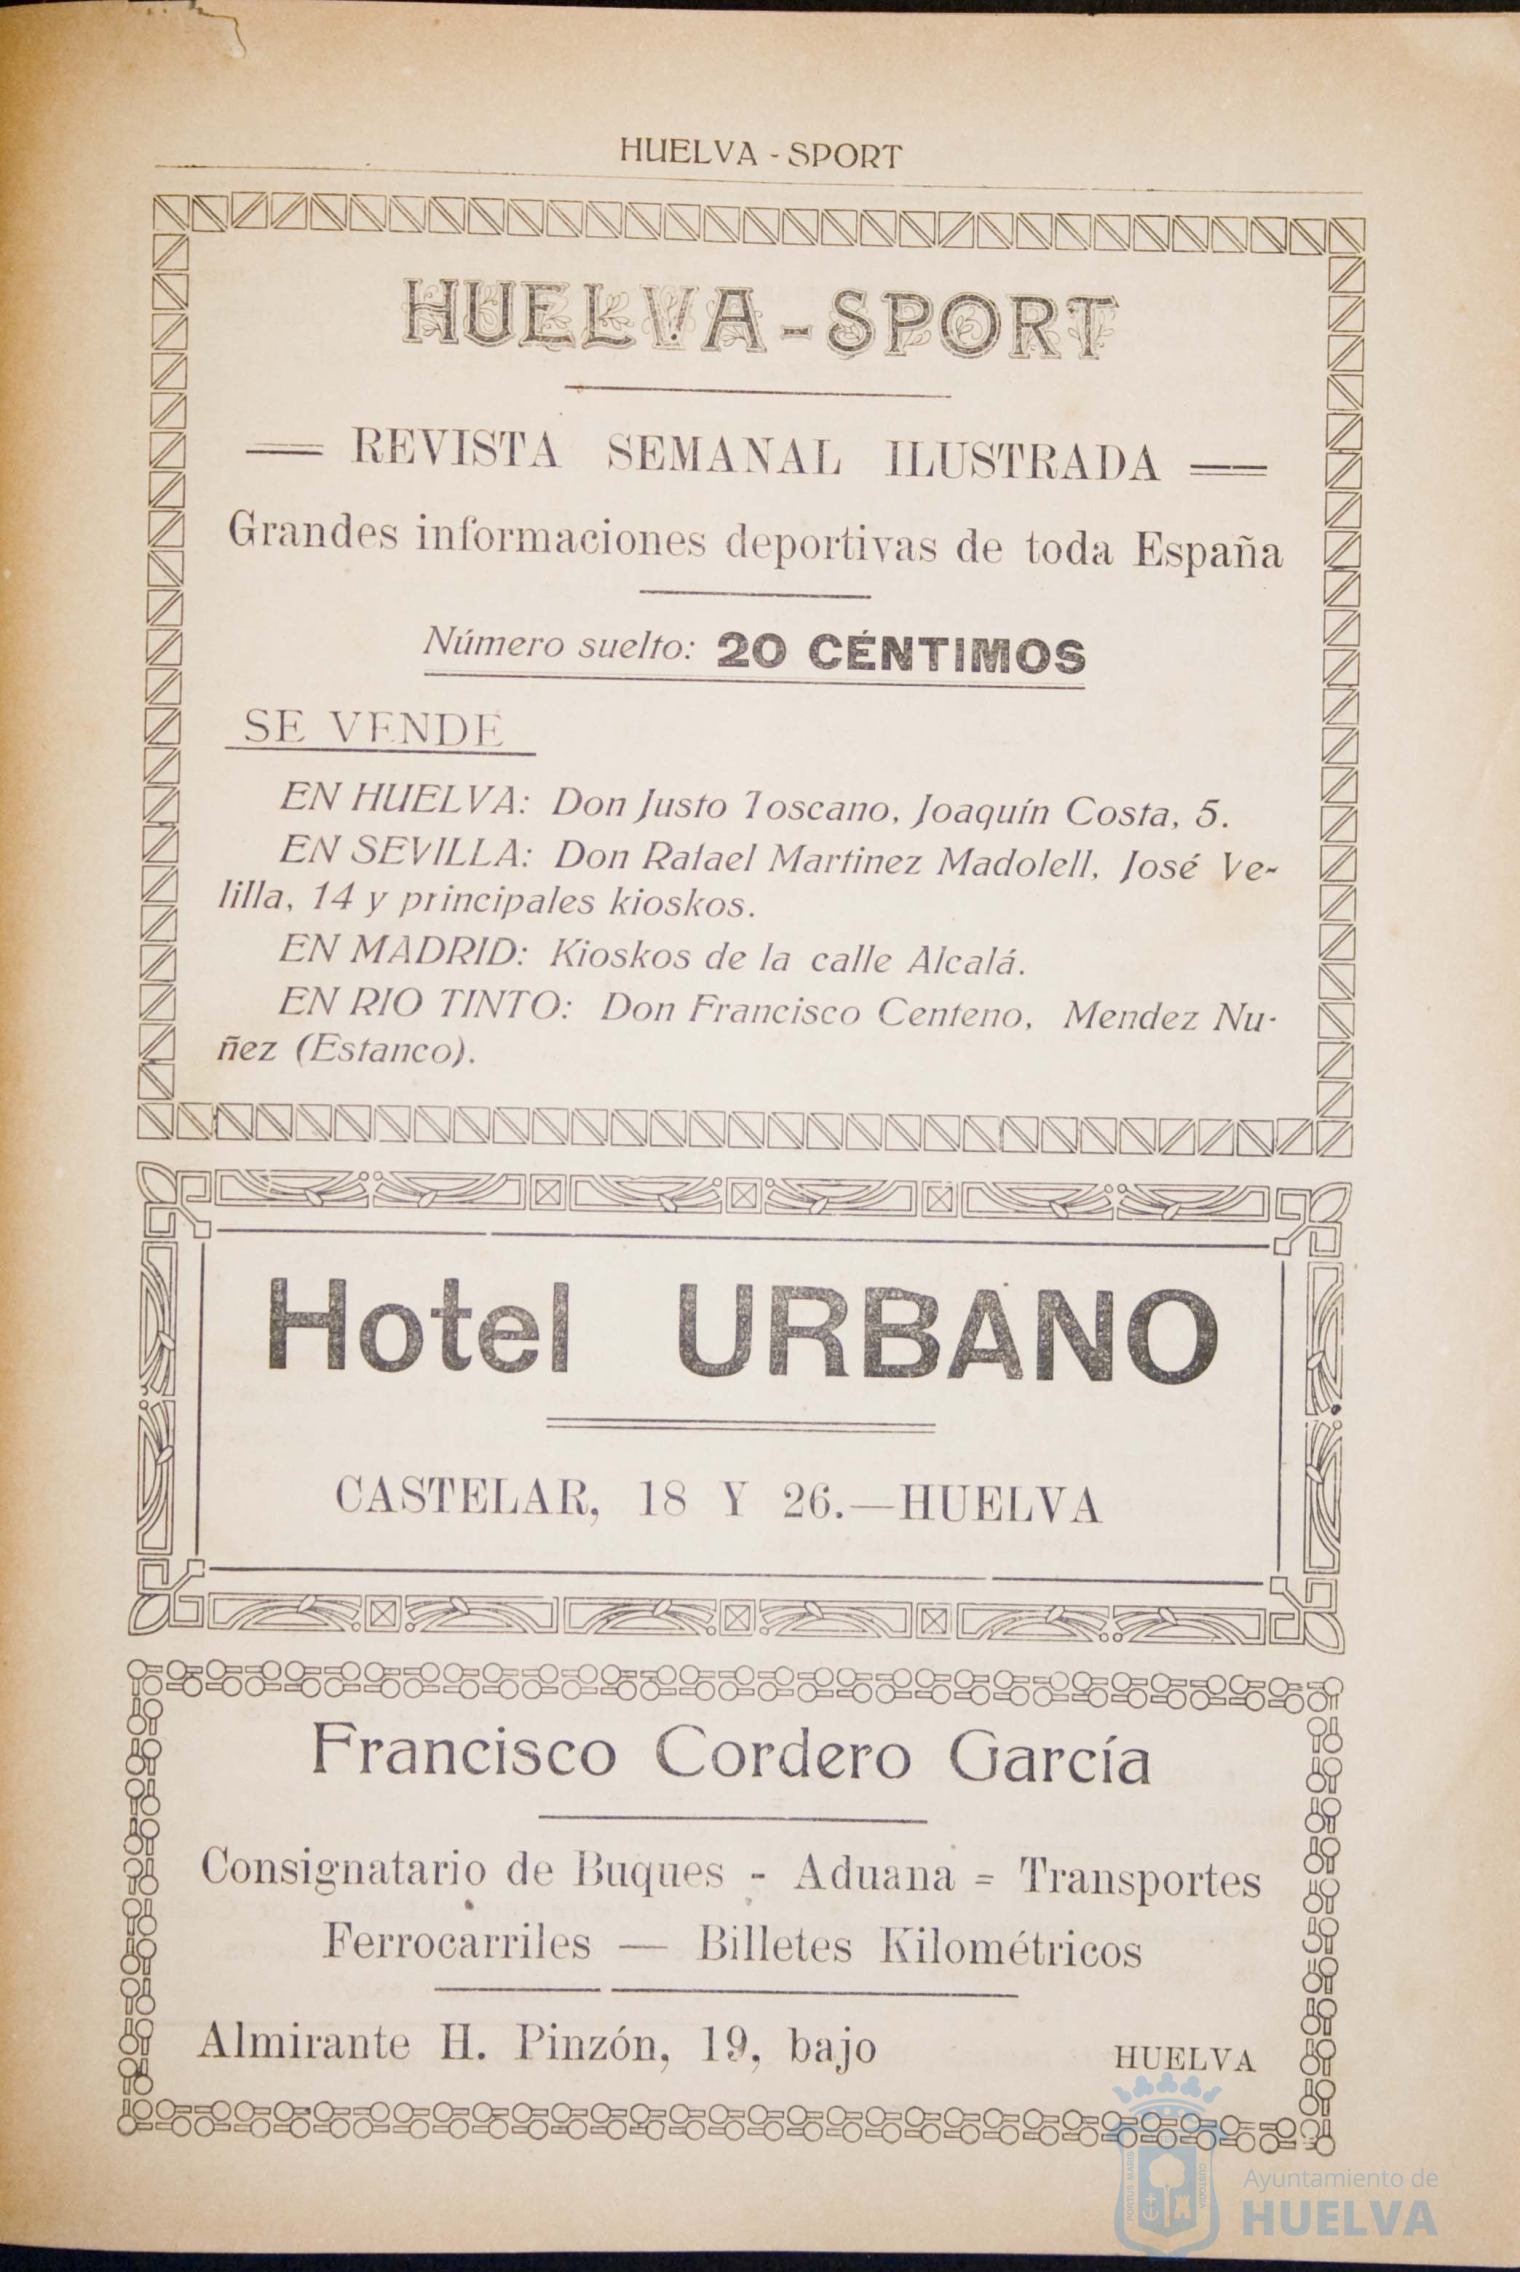 HUELVA - SPORT
HUELVA - SPORT
REVISTA SEMANAL ILUSTRADA
Grandes informaciones deportivas de toda España
Número suelto: 20 CÉNTIMOS
SE VENDE
EN HUELVA: Don Justo Toscano, Joaquín Costa, 5.
EN SEVILLA: Don Rafael Martinez Madolell, José Ve-
lilla, 14 y principales kioskos.
EN MADRID: Kioskos de la calle Alcalá.
EN RIO TINTO: Don Francisco Centeno, Mendez Nu-
ñez (Estanco).
Hotel URBANO
CASTELAR, 18 Y 26.—HUELVA
Francisco Cordero García
Consignatario de Buques - Aduana = Transportes
Ferrocarriles — Billetes Kilométricos
Almirante H. Pinzón, 19, bajo HUELVA
PORTUS MARIS
CUSTODIA
Ayuntamiento de
HUELVA